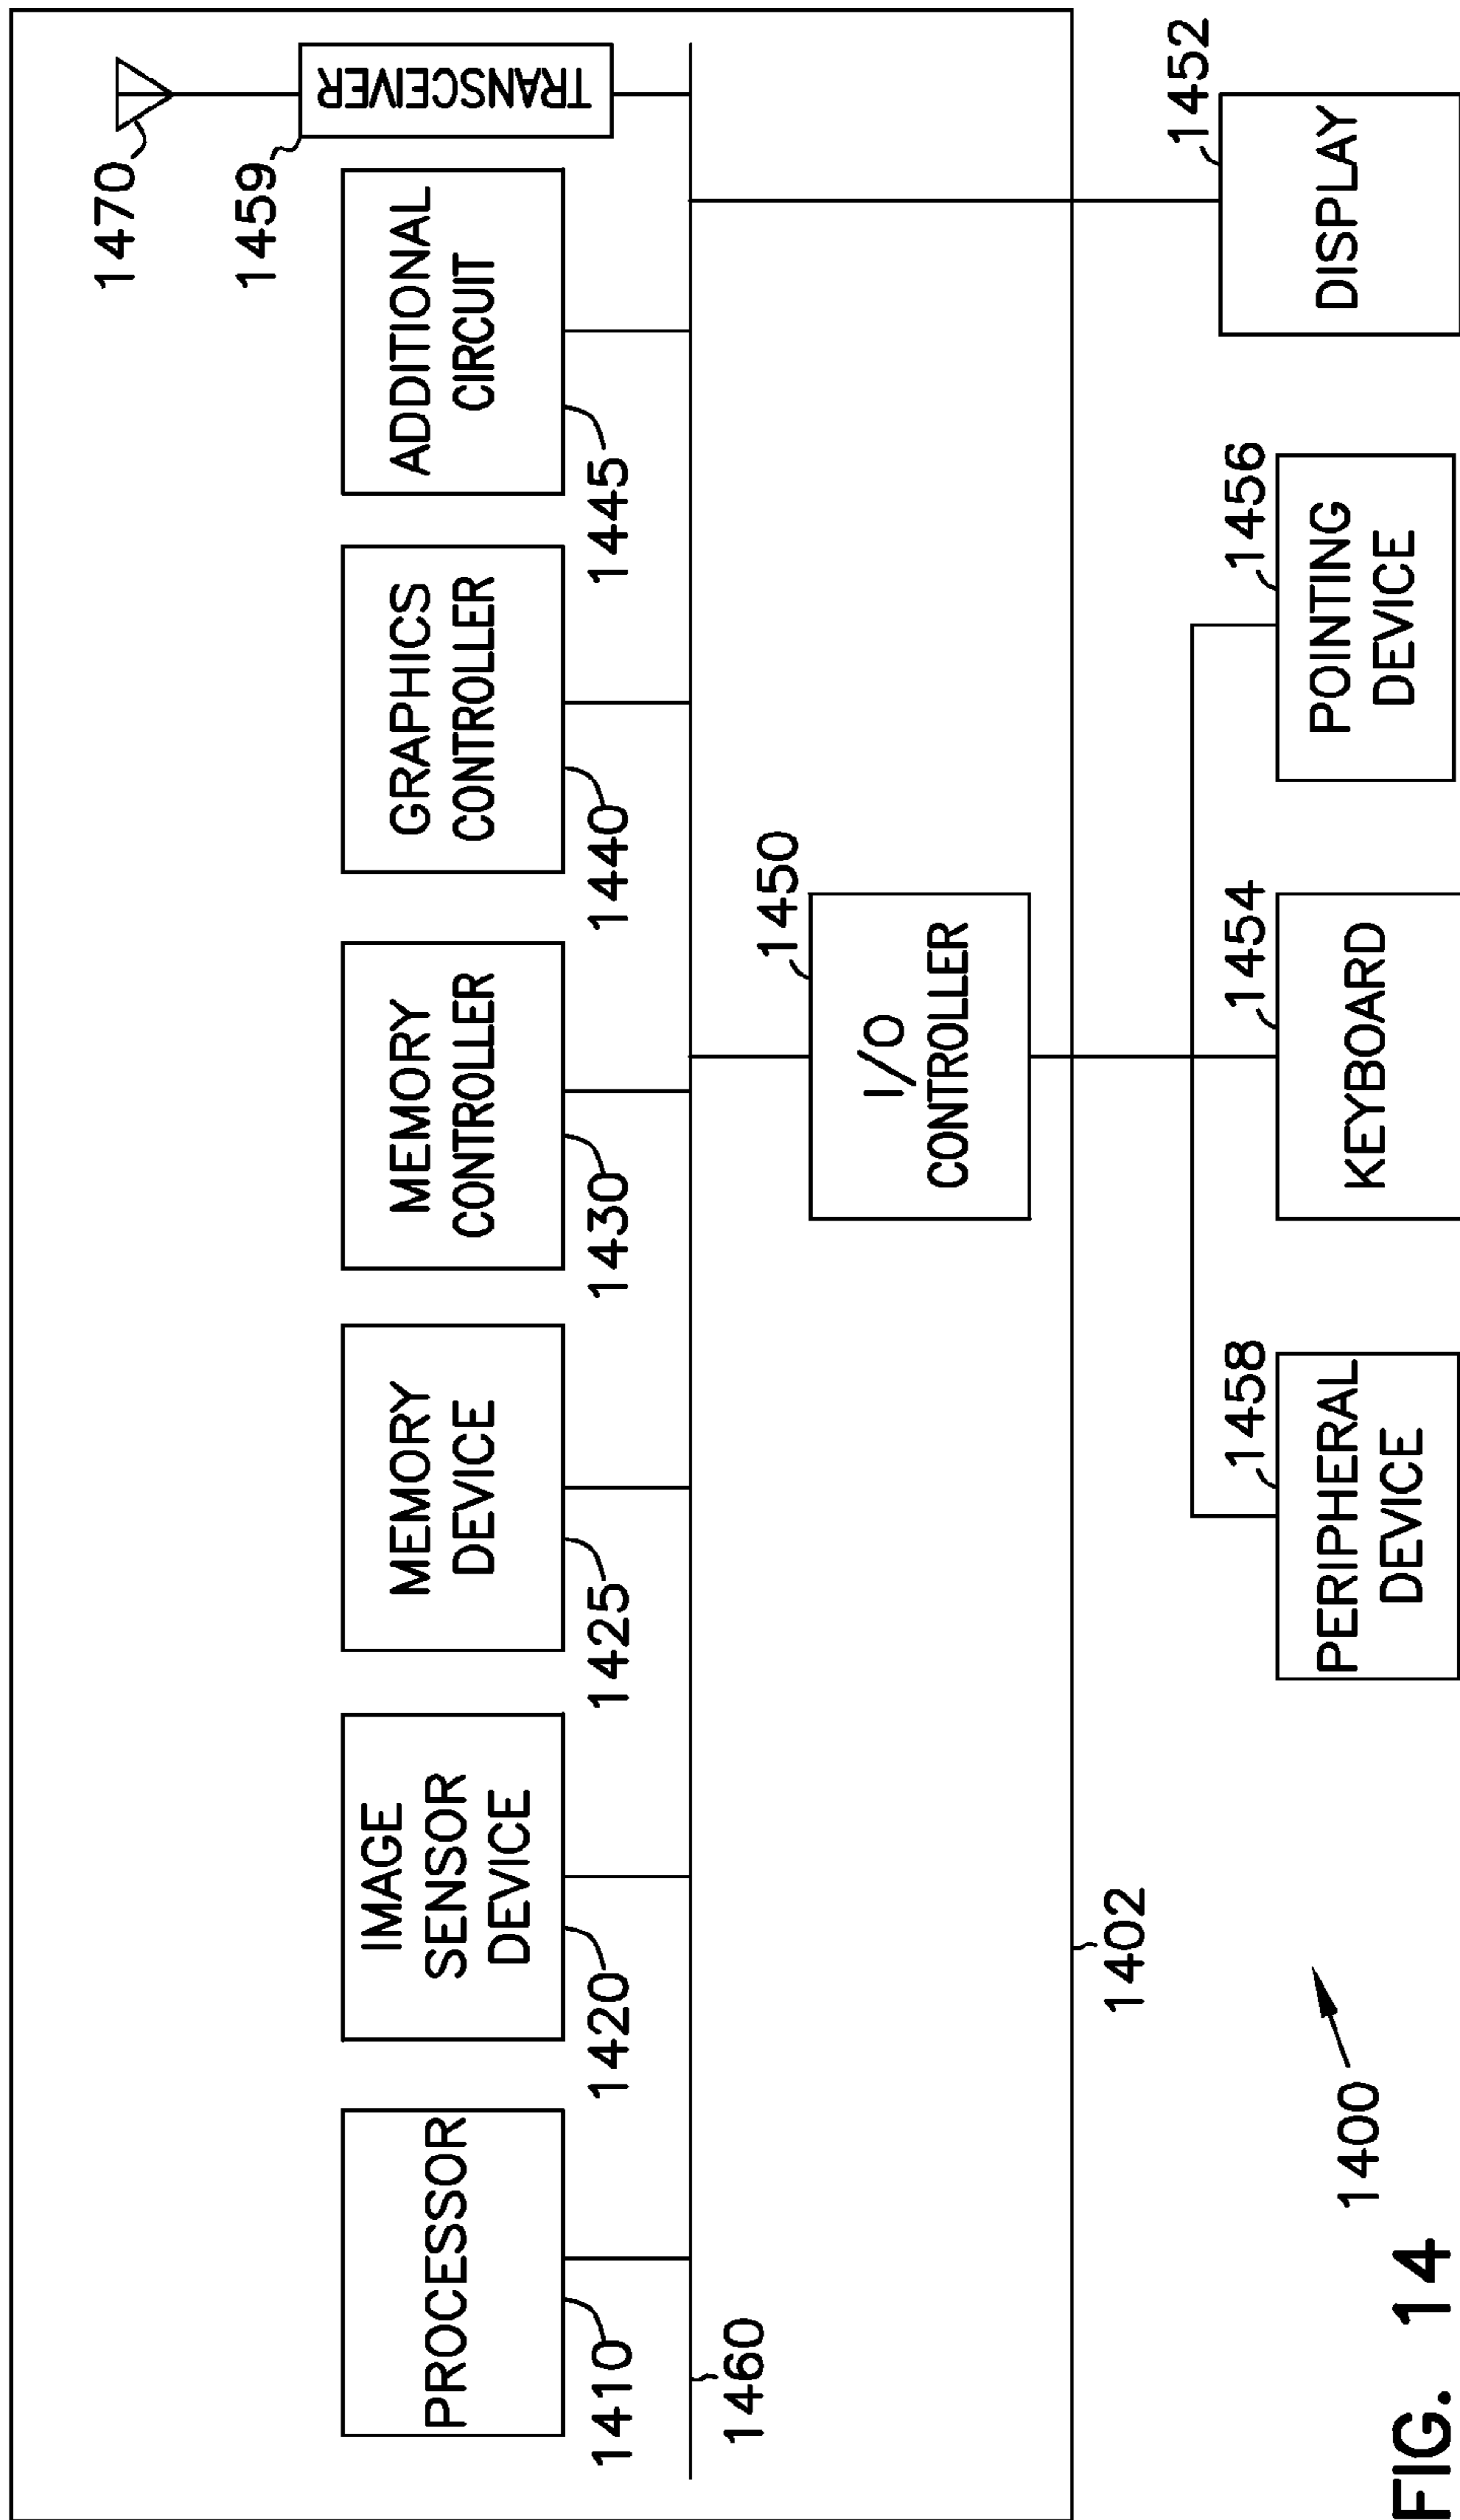 1470
1459
TRANSCEIVER
PROCESSOR
1410
IMAGE
SENSOR
DEVICE
1420
MEMORY
DEVICE
1425
MEMORY
CONTROLLER
1430
GRAPHICS
CONTROLLER
1440
ADDITIONAL
CIRCUIT
1445
1460
I/O
CONTROLLER
1450
1402
1452
DISPLAY
1458
PERIPHERAL
DEVICE
1454
KEYBOARD
1456
POINTING
DEVICE
1400
FIG. 14